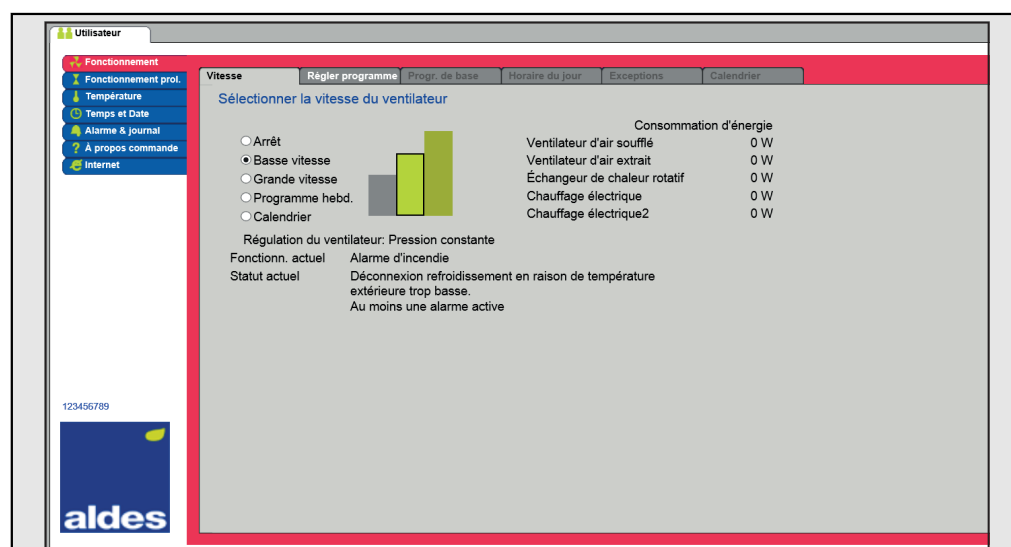 Utilisateur
Fonctionnement
Fonctionnement prol.
Température
Temps et Date
Alarme & journal
À propos commande
Internet
Vitesse
Règler programme
Progr. de base
Horaire du jour
Exceptions
Calendrier
Sélectionner la vitesse du ventilateur
Arrêt
Basse vitesse
Grande vitesse
Programme hebd.
Calendrier
Consommation d'énergie
Ventilateur d'air soufflé 0 W
Ventilateur d'air extrait 0 W
Échangeur de chaleur rotatif 0 W
Chauffage électrique 0 W
Chauffage électrique2 0 W
Régulation du ventilateur: Pression constante
Fonctionn. actuel Alarme d'incendie
Statut actuel Déconnexion refroidissement en raison de température
extérieure trop basse.
Au moins une alarme active
123456789
aldes